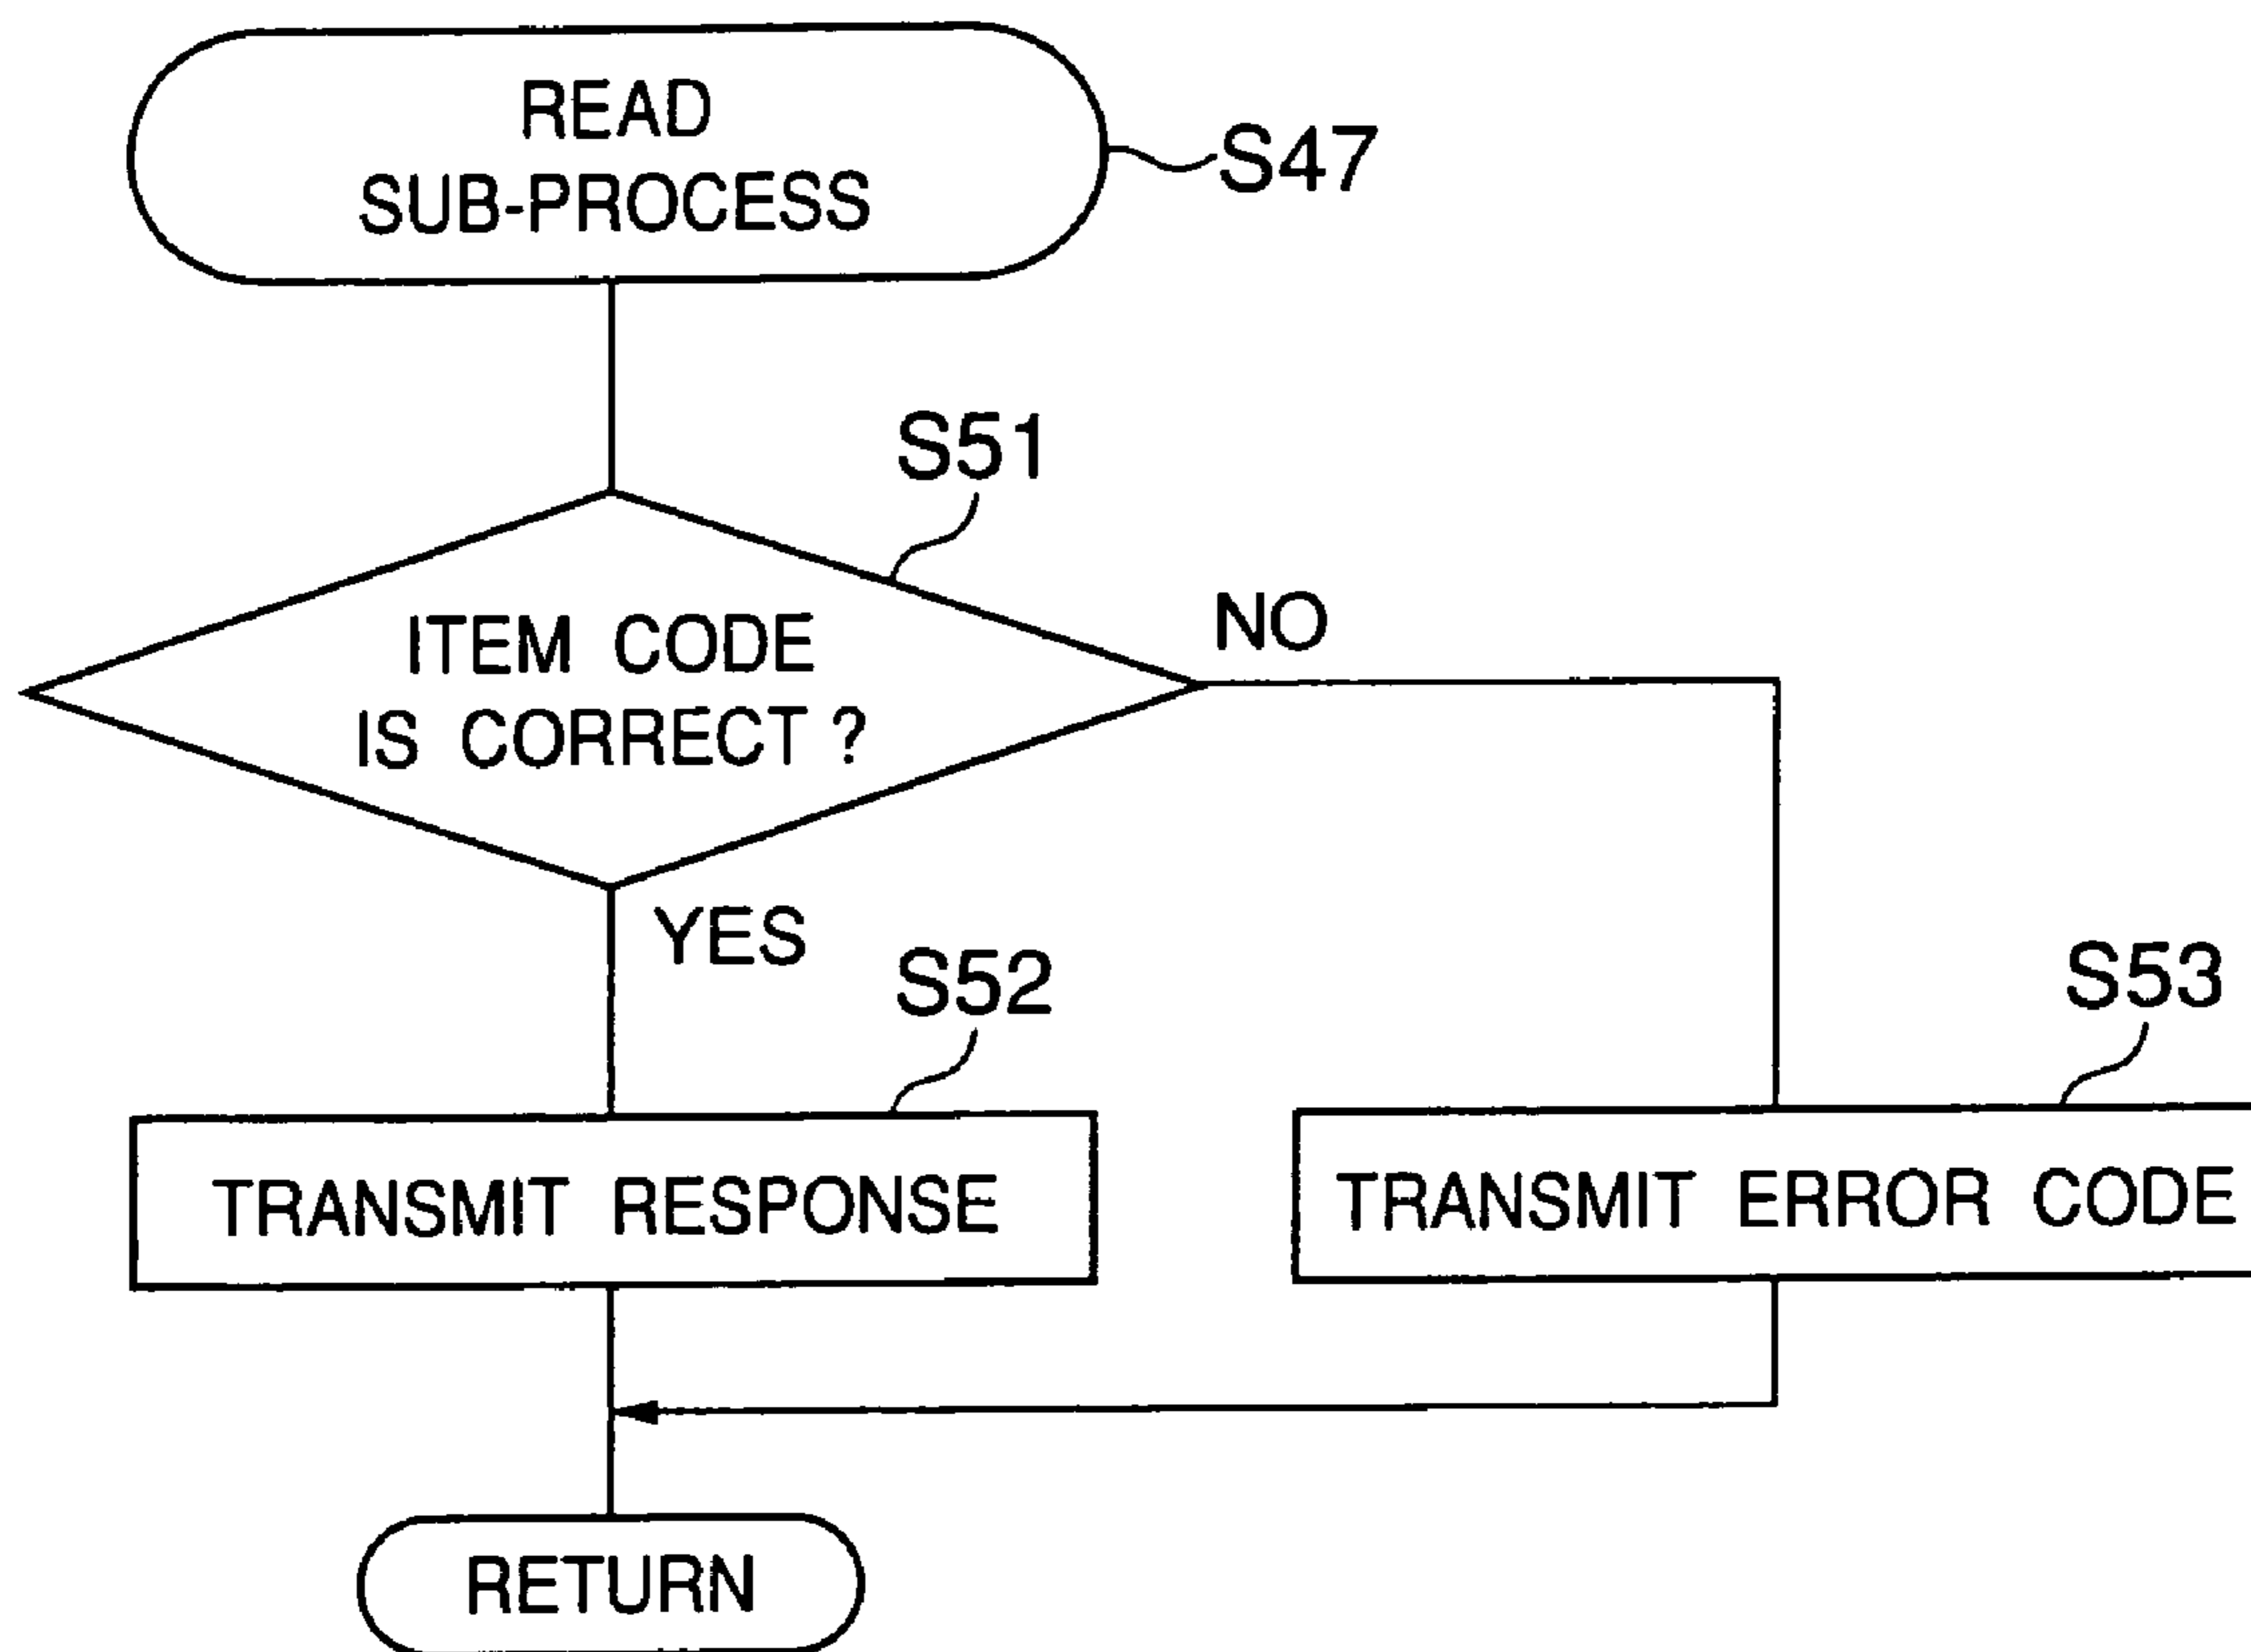 READ
SUB-PROCESS
S47
S51
ITEM CODE
IS CORRECT ?
NO
YES
S52
S53
TRANSMIT RESPONSE
TRANSMIT ERROR CODE
RETURN